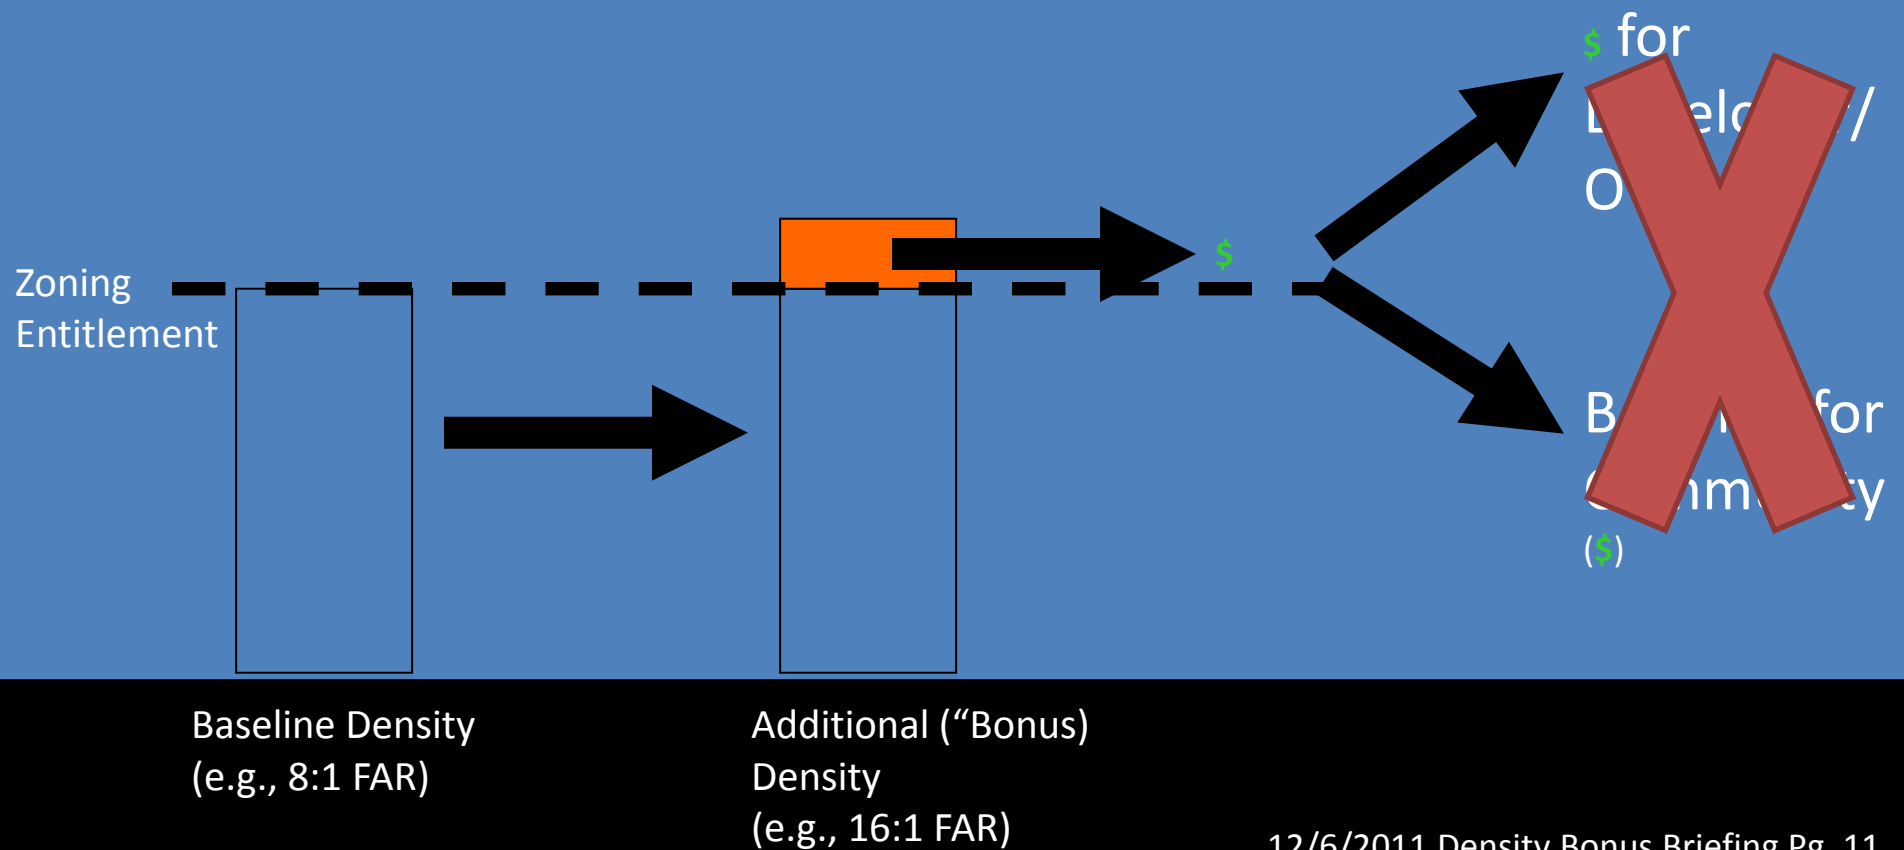 $ for
/
Zoning
Entitlement
$
for
($)
Baseline Density
(e.g., 8:1 FAR)
Additional (“Bonus)
Density
(e.g., 16:1 FAR)
12/6/2011 Density Bonus Briefing Pg. 11